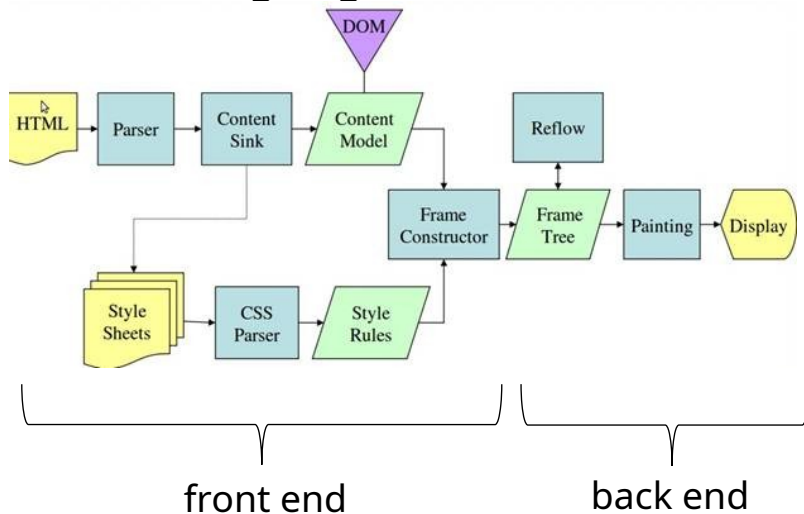 DOM
HTML
Parser
Content
Sink
Content
Model
Reflow
Frame
Constructor
Frame
Tree
Painting
Display
Style
Sheets
CSS
Parser
Style
Rules
front end
back end